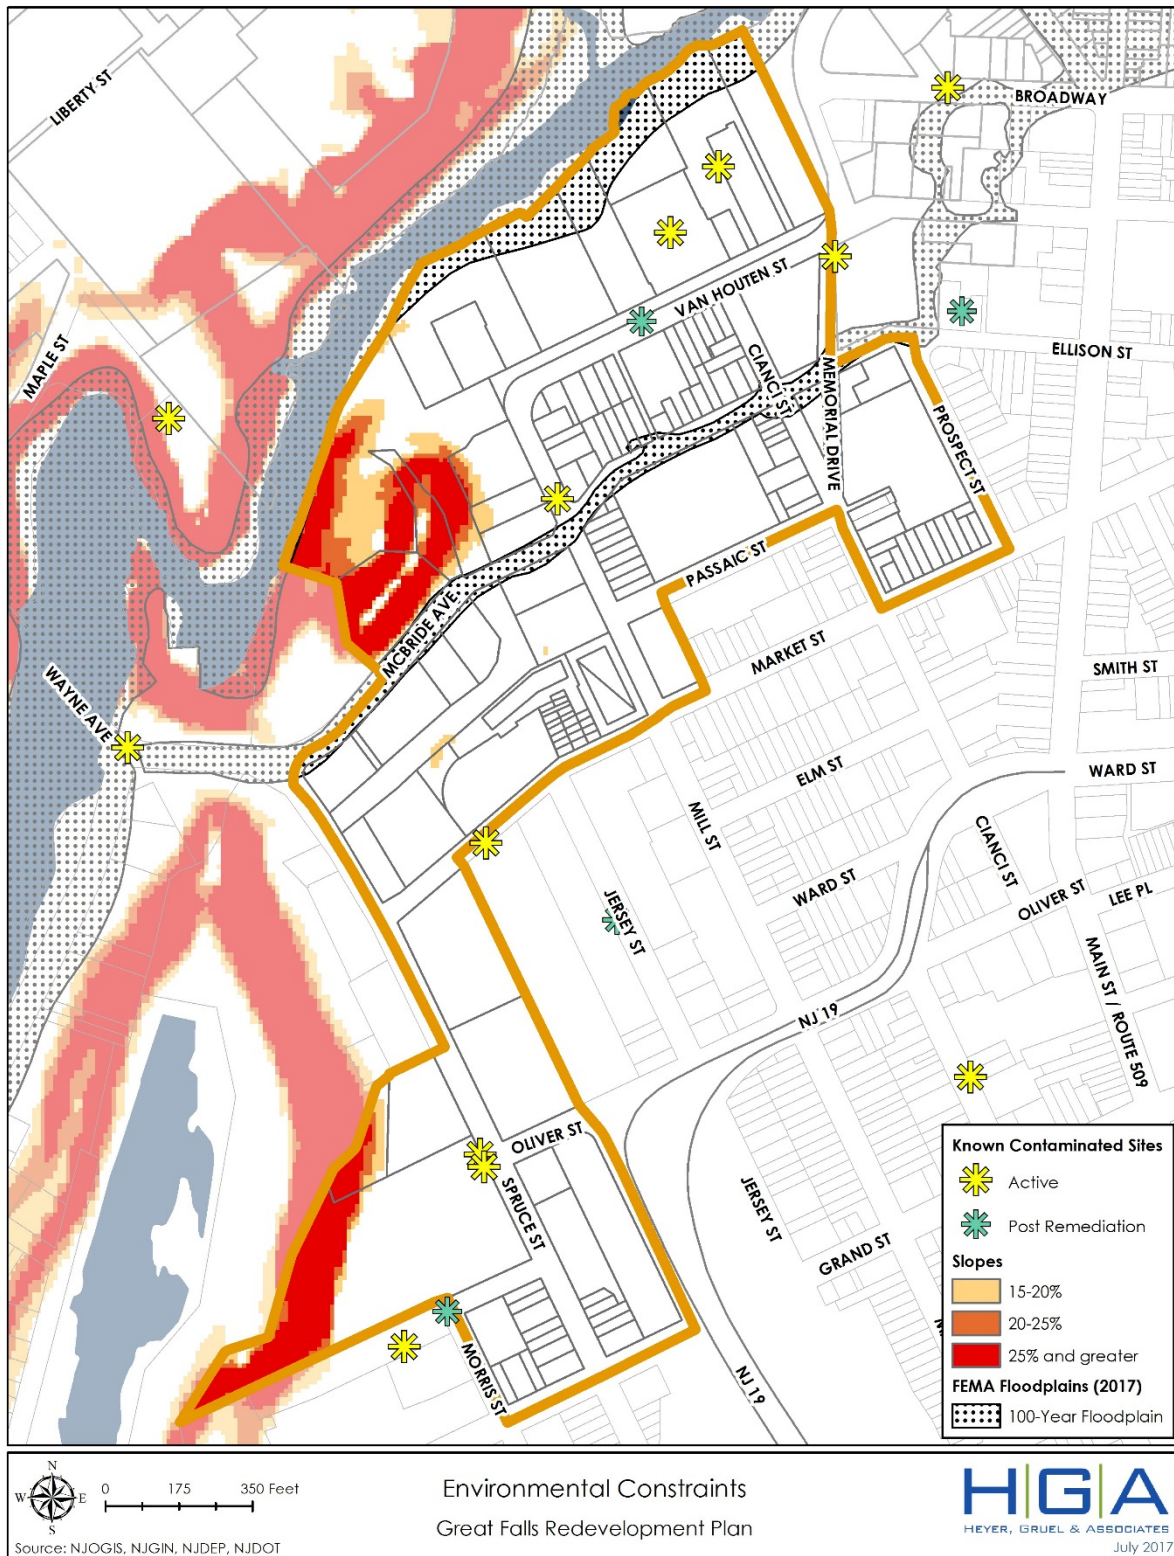 LIBERTY ST
BROADWAY
VAN HOUTEN ST
MAPLE ST
CIANCI ST
ELLISON ST
MEMORIAL DRIVE
PROSPECT ST
PASSAIC ST
MCBRIDE AVE
MARKET ST
SMITH ST
WAYNE AVE
ELM ST
WARD ST
MILL ST
CIANCI ST
WARD ST
OLIVER ST
LEE PL
JERSEY ST
MAIN ST / ROUTE 509
NJ 19
OLIVER ST
SPRUCE ST
JERSEY ST
GRAND ST
MORRIS ST
NJ 19
Known Contaminated Sites
Active
Post Remediation
Slopes
15-20%
20-25%
25% and greater
FEMA Floodplains (2017)
100-Year Floodplain
N
W E
S
0 175 350 Feet
Source: NJOGIS, NJGIN, NJDEP, NJDOT
Environmental Constraints
Great Falls Redevelopment Plan
H|G|A
HEYER, GRUEL & ASSOCIATES
July 2017